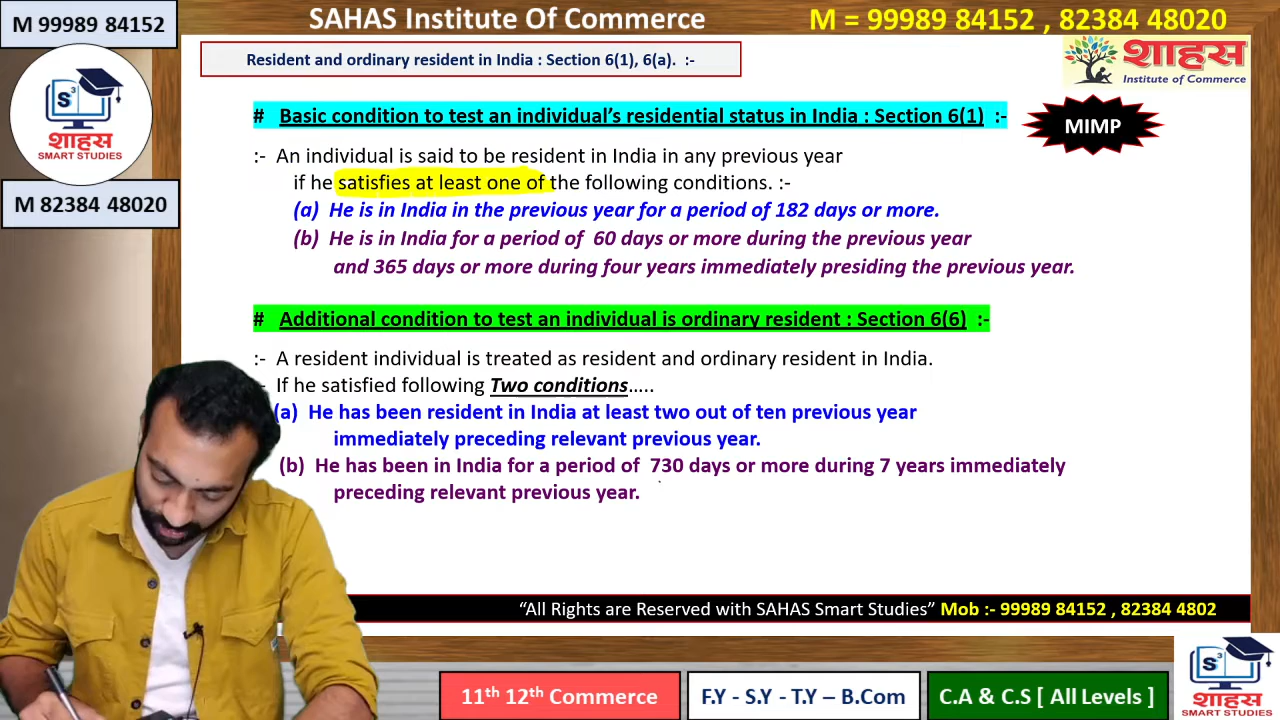 M 99989 84152
SAHAS Institute Of Commerce
M = 99989 84152 , 82384 48020
Resident and ordinary resident in India : Section 6(1), 6(a). :-
शाहस
Institute of Commerce
S³
शाहस
SMART STUDIES
M 82384 48020
# Basic condition to test an individual’s residential status in India : Section 6(1) :-
MIMP
:- An individual is said to be resident in India in any previous year
if he satisfies at least one of the following conditions. :-
(a) He is in India in the previous year for a period of 182 days or more.
(b) He is in India for a period of 60 days or more during the previous year
and 365 days or more during four years immediately presiding the previous year.
# Additional condition to test an individual is ordinary resident : Section 6(6) :-
:- A resident individual is treated as resident and ordinary resident in India.
- If he satisfied following Two conditions.....
(a) He has been resident in India at least two out of ten previous year
immediately preceding relevant previous year.
(b) He has been in India for a period of 730 days or more during 7 years immediately
preceding relevant previous year.
“All Rights are Reserved with SAHAS Smart Studies” Mob :- 99989 84152 , 82384 4802
11th 12th Commerce
F.Y - S.Y - T.Y – B.Com
C.A & C.S [ All Levels ]
S³
शाहस
SMART STUDIES